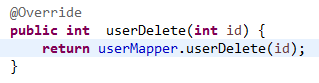 @Override
public int  userDelete(int id) {
    return userMapper.userDelete(id);
}